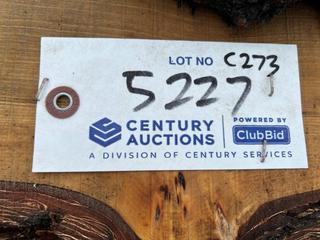 LOT NO C273
5227
CENTURY AUCTIONS
POWERED BY
ClubBid
A DIVISION OF CENTURY SERVICES